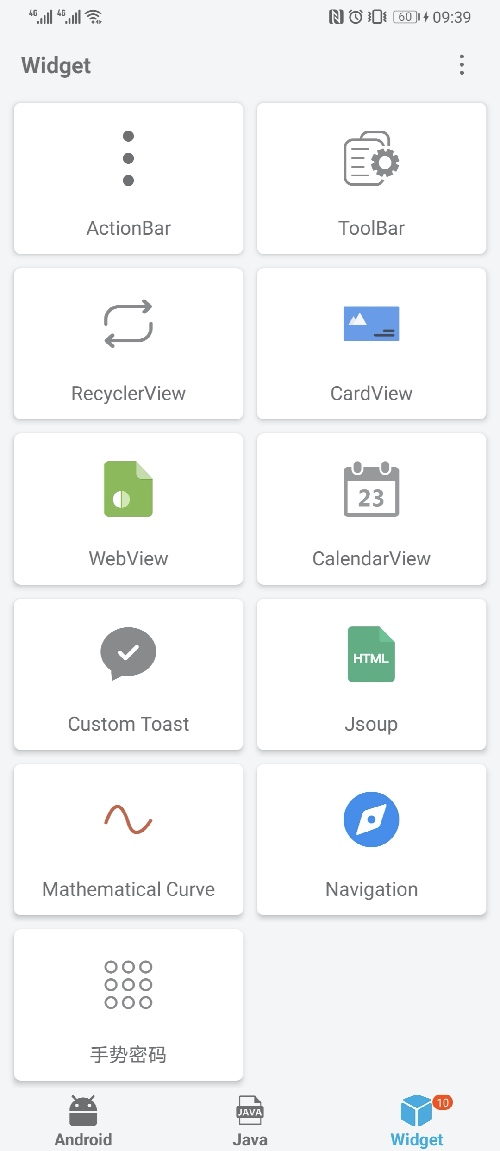 4G 4G 60 09:39
Widget
ActionBar ToolBar
RecyclerView CardView
23
WebView CalendarView
HTML
Custom Toast Jsoup
Mathematical Curve Navigation
手势密码
JAVA 10
Android Java Widget